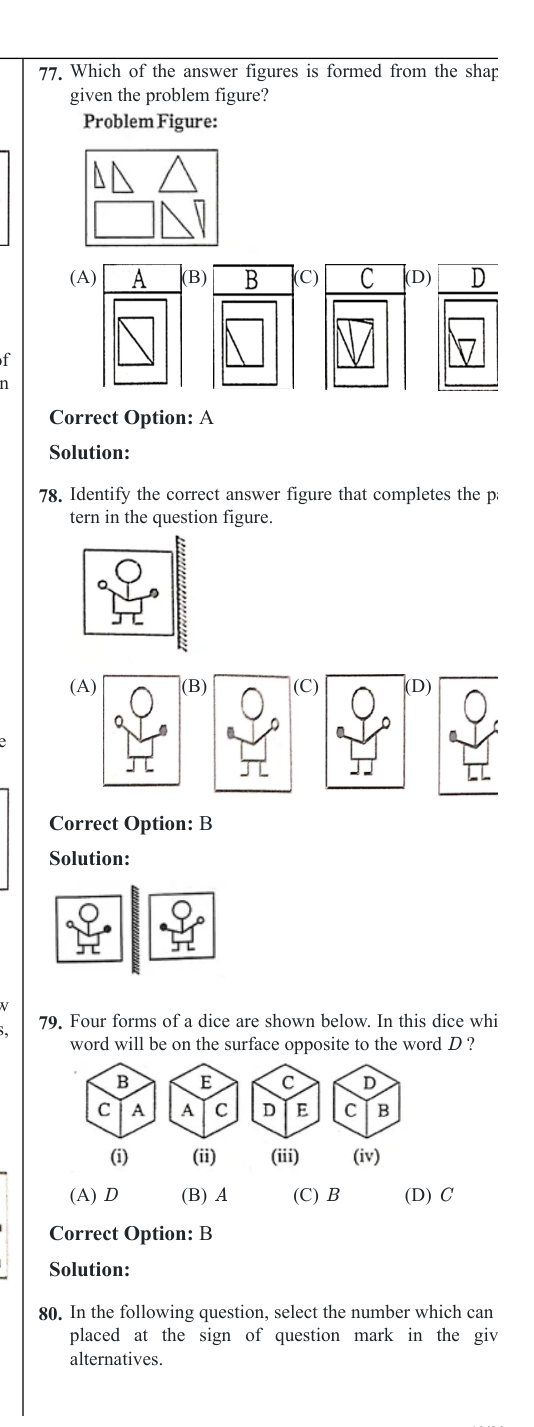 77. Which of the answer figures is formed from the shap
given the problem figure?
Problem Figure:
(A) A (B) B (C) C (D) D
Correct Option: A
Solution:
of
n
78. Identify the correct answer figure that completes the pa
tern in the question figure.
(A) (B) (C) (D)
e
Correct Option: B
Solution:
w
s,
79. Four forms of a dice are shown below. In this dice whi
word will be on the surface opposite to the word D ?
B E C D
C A A C D E C B
(i) (ii) (iii) (iv)
(A) D (B) A (C) B (D) C
Correct Option: B
Solution:
80. In the following question, select the number which can
placed at the sign of question mark in the giv
alternatives.